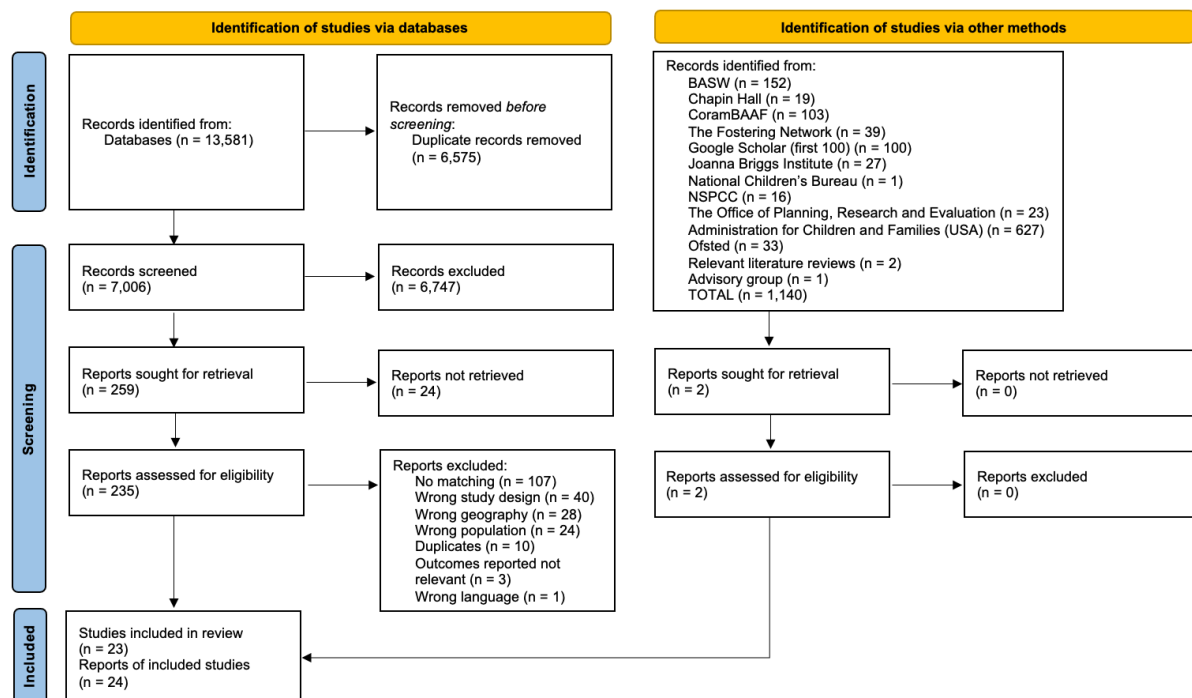 Identification of studies via databases
Identification of studies via other methods
Identification
Records identified from:
Databases (n = 13,581)
Records removed before
screening:
Duplicate records removed
(n = 6,575)
Records identified from:
BASW (n = 152)
Chapin Hall (n = 19)
CoramBAAF (n = 103)
The Fostering Network (n = 39)
Google Scholar (first 100) (n = 100)
Joanna Briggs Institute (n = 27)
National Children's Bureau (n = 1)
NSPCC (n = 16)
The Office of Planning, Research and Evaluation (n = 23)
Administration for Children and Families (USA) (n = 627)
Ofsted (n = 33)
Relevant literature reviews (n = 2)
Advisory group (n = 1)
TOTAL (n = 1,140)
Screening
Records screened
(n = 7,006)
Records excluded
(n = 6,747)
Reports sought for retrieval
(n = 259)
Reports not retrieved
(n = 24)
Reports sought for retrieval
(n = 2)
Reports not retrieved
(n = 0)
Reports assessed for eligibility
(n = 235)
Reports excluded:
No matching (n = 107)
Wrong study design (n = 40)
Wrong geography (n = 28)
Wrong population (n = 24)
Duplicates (n = 10)
Outcomes reported not
relevant (n = 3)
Wrong language (n = 1)
Reports assessed for eligibility
(n = 2)
Reports excluded
(n = 0)
Included
Studies included in review
(n = 23)
Reports of included studies
(n = 24)